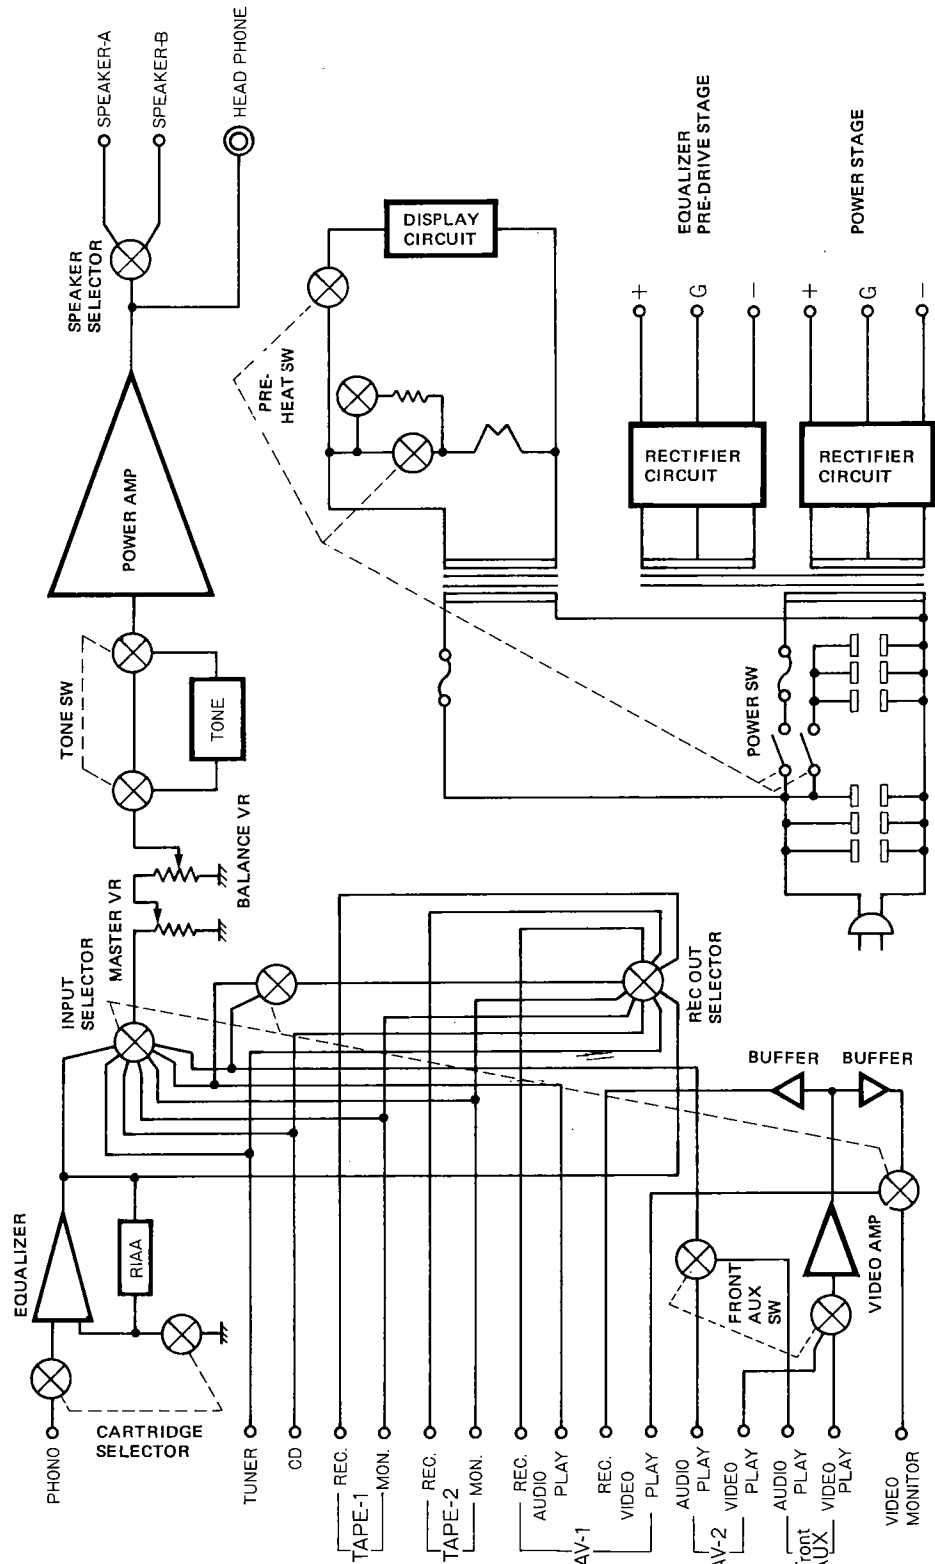 SPEAKER-A
SPEAKER-B
HEAD PHONE
SPEAKER
SELECTOR
POWER AMP
TONE SW
TONE
BALANCE VR
MASTER VR
INPUT
SELECTOR
EQUALIZER
RIAA
PHONO
CARTRIDGE
SELECTOR
DISPLAY
CIRCUIT
PRE-
HEAT SW
EQUALIZER
PRE-DRIVE STAGE
POWER STAGE
+
G
−
+
G
−
RECTIFIER
CIRCUIT
RECTIFIER
CIRCUIT
POWER SW
REC OUT
SELECTOR
BUFFER
BUFFER
VIDEO AMP
FRONT
AUX
SW
TUNER
CD
REC.
MON.
TAPE-1
REC.
MON.
TAPE-2
REC.
AUDIO
PLAY
REC.
VIDEO
PLAY
AV-1
AUDIO
PLAY
VIDEO
PLAY
AV-2
AUDIO
PLAY
VIDEO
PLAY
Front
AUX
VIDEO
MONITOR